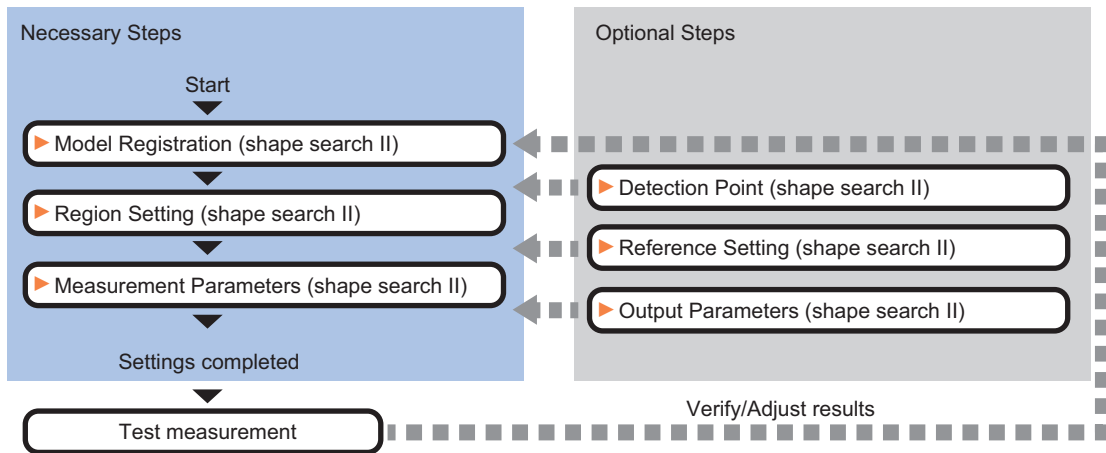 Necessary Steps
Start
Model Registration (shape search II)
Region Setting (shape search II)
Measurement Parameters (shape search II)
Settings completed
Test measurement
Optional Steps
Detection Point (shape search II)
Reference Setting (shape search II)
Output Parameters (shape search II)
Verify/Adjust results